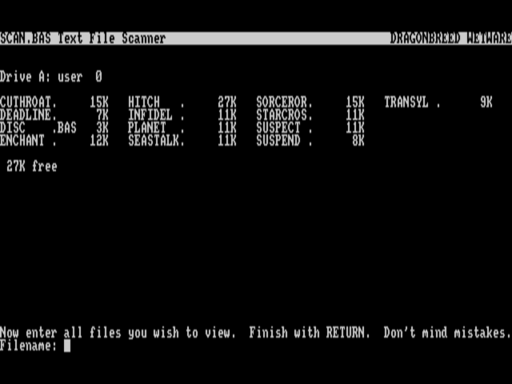 SCAN.BAS Text File Scanner DRAGONBREED WETWARE
Drive A: user 0
CUTHROAT. 15K HITCH . 27K SORCEROR. 15K TRANSYL . 9K
DEADLINE. 7K INFIDEL . 11K STARCROS. 11K
DISC .BAS 3K PLANET . 11K SUSPECT . 11K
ENCHANT . 12K SEASTALK. 11K SUSPEND . 8K
27K free
Now enter all files you wish to view. Finish with RETURN. Don't mind mistakes.
Filename: